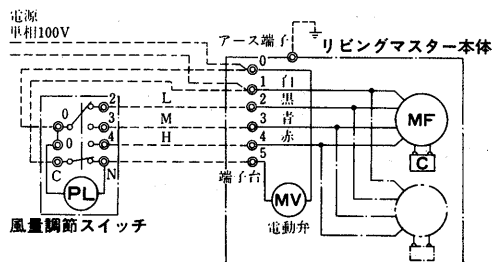 電源
単相100V
アース端子
リビングマスター本体
0
1 白
2 黒
3 青
4 赤
5
端子台
L
M
H
0
0
C
2
3
4
N
PL
風量調節スイッチ
MV
電動弁
MF
C